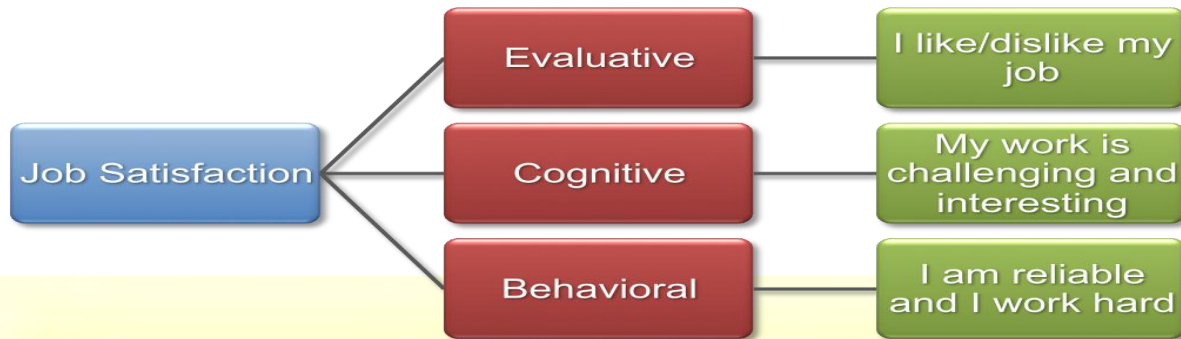 Job Satisfaction
Evaluative
I like/dislike my
job
Cognitive
My work is
challenging and
interesting
Behavioral
I am reliable
and I work hard